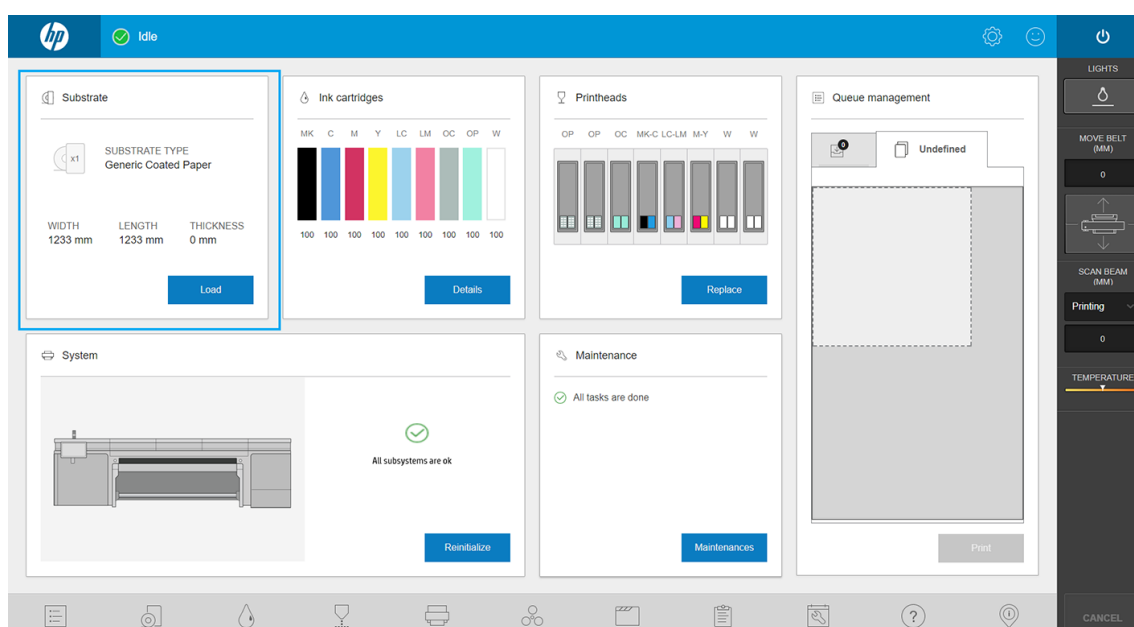 hp
Idle
Substrate
x1
SUBSTRATE TYPE
Generic Coated Paper
WIDTH LENGTH THICKNESS
1233 mm 1233 mm 0 mm
Load
Ink cartridges
MK C M Y LC LM OC OP W
100 100 100 100 100 100 100 100 100
Details
Printheads
OP OP OC MK-C LC-LM M-Y W W
Replace
Queue management
0
Undefined
Print
System
All subsystems are ok
Reinitialize
Maintenance
All tasks are done
Maintenances
LIGHTS
MOVE BELT
(MM)
0
SCAN BEAM
(MM)
Printing
0
TEMPERATURE
CANCEL
?